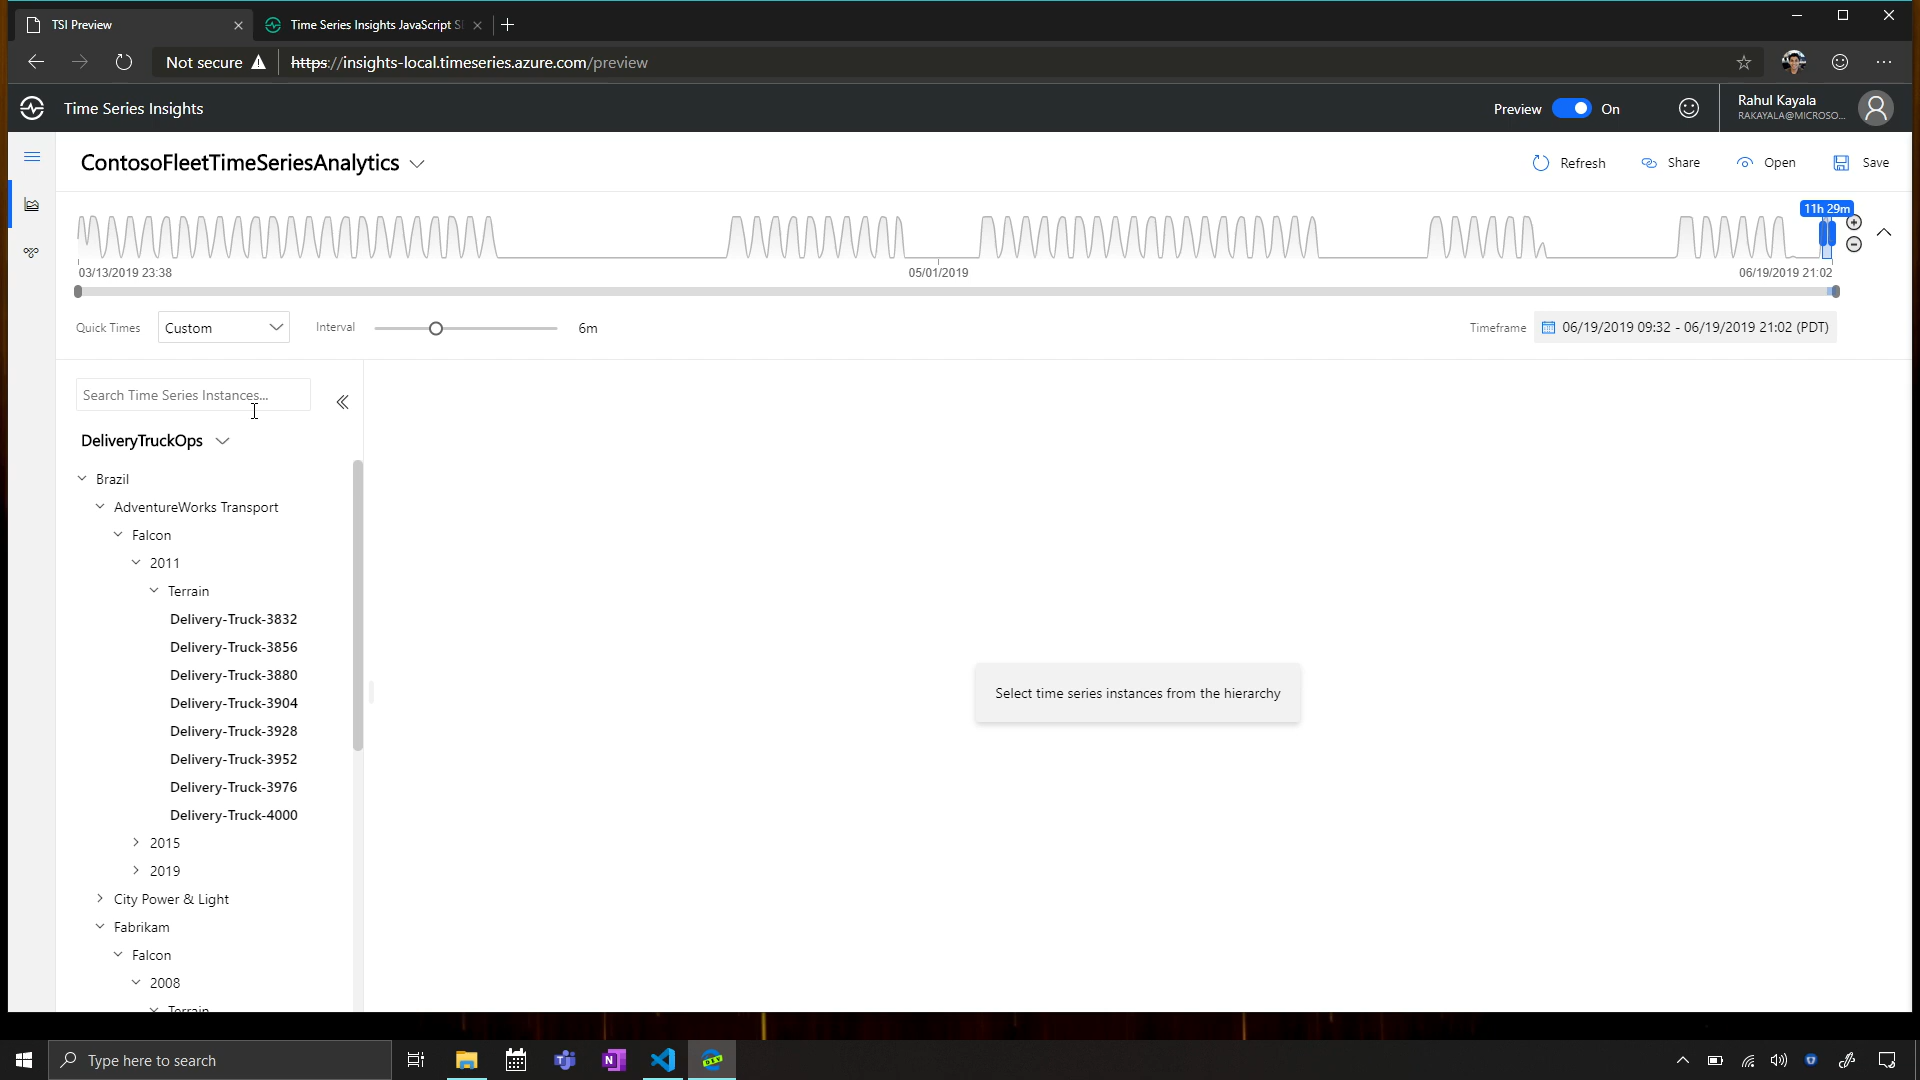 TSI Preview
Time Series Insights JavaScript S
Not secure
https://insights-local.timeseries.azure.com/preview
Time Series Insights
Preview
On
Rahul Kayala
RAKAYALA@MICROSO...
ContosoFleetTimeSeriesAnalytics
Refresh
Share
Open
Save
11h 29m
03/13/2019 23:38
05/01/2019
06/19/2019 21:02
Quick Times
Custom
Interval
6m
Timeframe
06/19/2019 09:32 - 06/19/2019 21:02 (PDT)
Search Time Series Instances...
DeliveryTruckOps
Brazil
AdventureWorks Transport
Falcon
2011
Terrain
Delivery-Truck-3832
Delivery-Truck-3856
Delivery-Truck-3880
Delivery-Truck-3904
Delivery-Truck-3928
Delivery-Truck-3952
Delivery-Truck-3976
Delivery-Truck-4000
2015
2019
City Power & Light
Fabrikam
Falcon
2008
Terrain
Select time series instances from the hierarchy
Type here to search
N
DEV